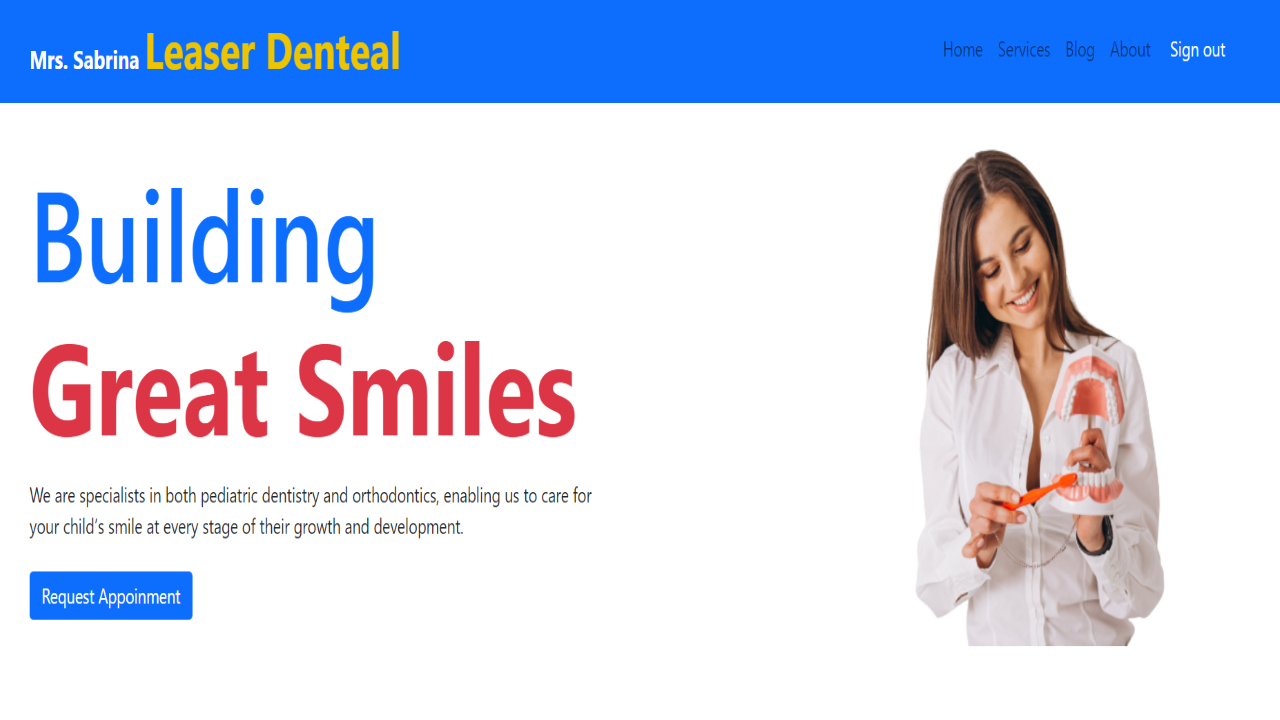 Mrs. Sabrina Leaser Denteal
Home Services Blog About Sign out
Building
Great Smiles
We are specialists in both pediatric dentistry and orthodontics, enabling us to care for
your child’s smile at every stage of their growth and development.
Request Appoinment